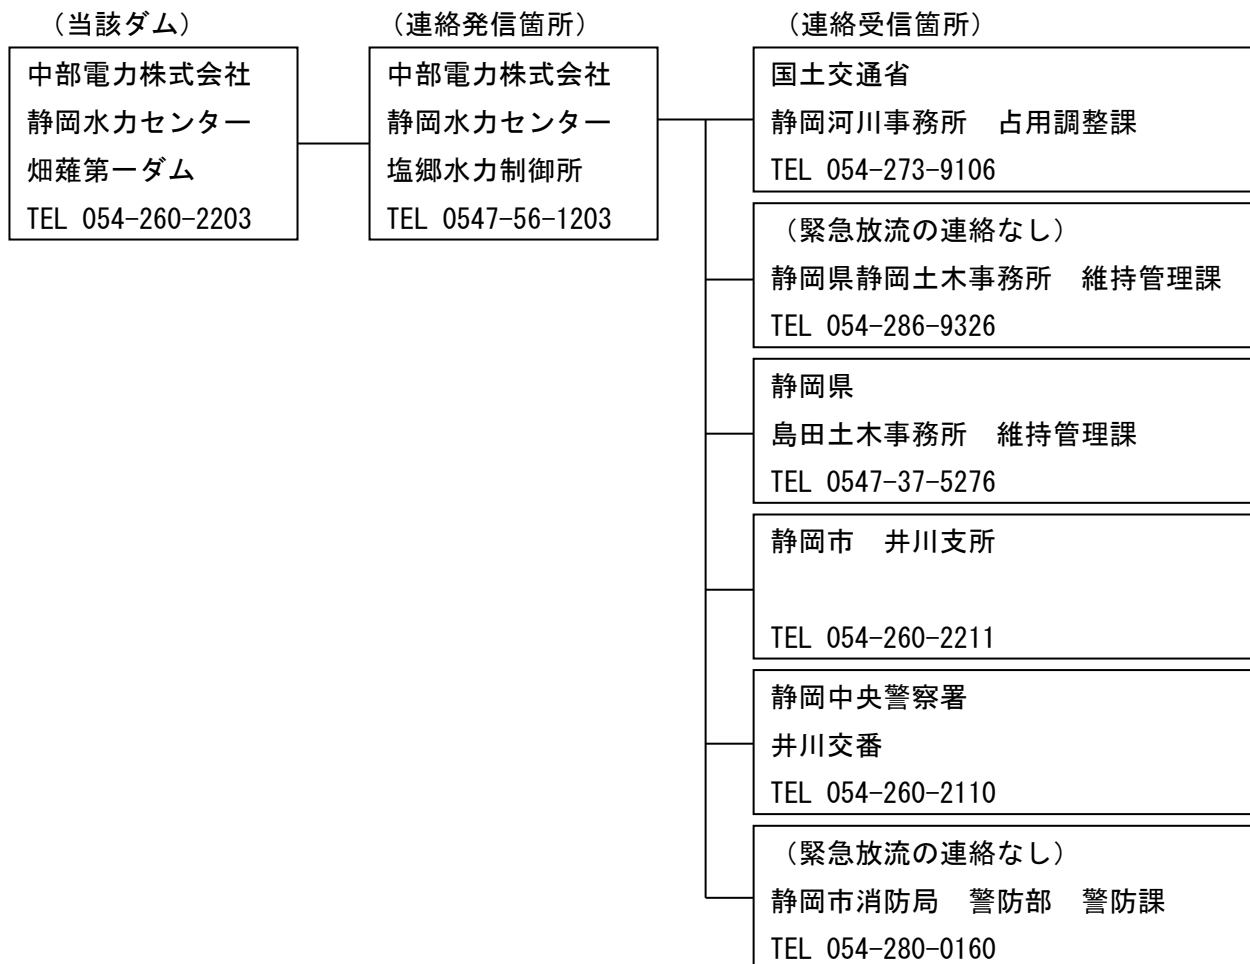 （当該ダム）
中部電力株式会社
静岡水力センター
畑薙第一ダム
TEL 054-260-2203
（連絡発信箇所）
中部電力株式会社
静岡水力センター
塩郷水力制御所
TEL 0547-56-1203
（連絡受信箇所）
国土交通省
静岡河川事務所　占用調整課
TEL 054-273-9106
（緊急放流の連絡なし）
静岡県静岡土木事務所　維持管理課
TEL 054-286-9326
静岡県
島田土木事務所　維持管理課
TEL 0547-37-5276
静岡市　井川支所
TEL 054-260-2211
静岡中央警察署
井川交番
TEL 054-260-2110
（緊急放流の連絡なし）
静岡市消防局　警防部　警防課
TEL 054-280-0160